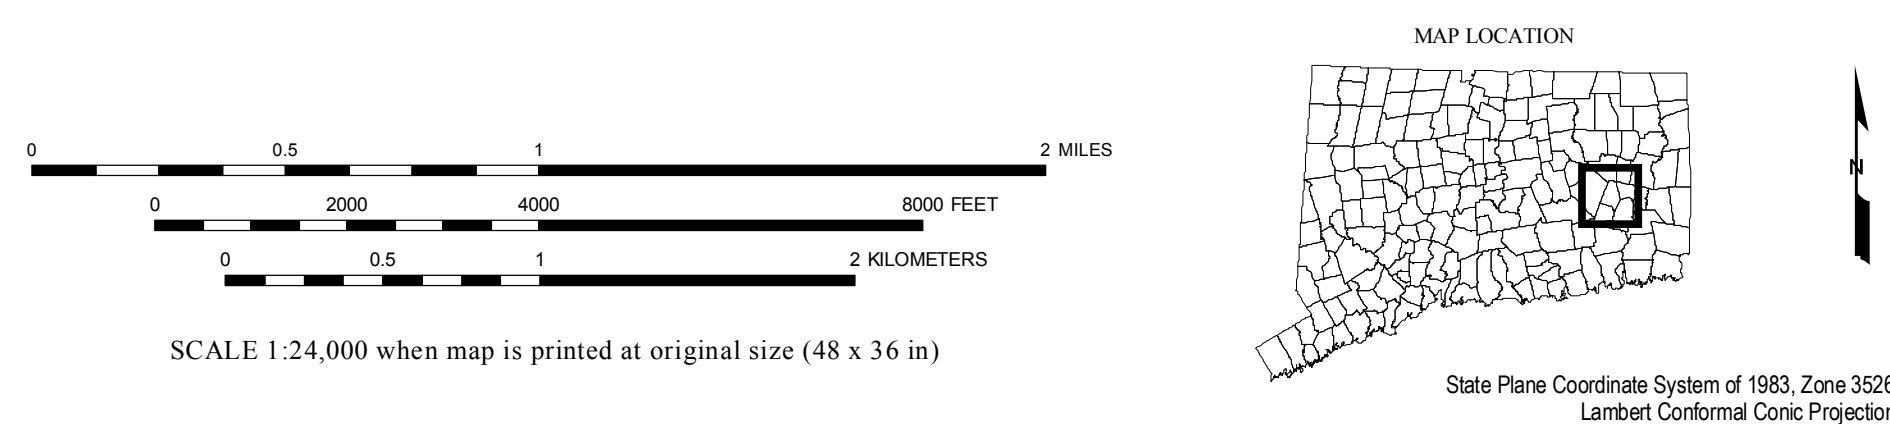 MAP LOCATION
0 0.5 1 2 MILES
0 2000 4000 8000 FEET
0 0.5 1 2 KILOMETERS
N
SCALE 1:24,000 when map is printed at original size (48 x 36 in)
State Plane Coordinate System of 1983, Zone 3526
Lambert Conformal Conic Projection